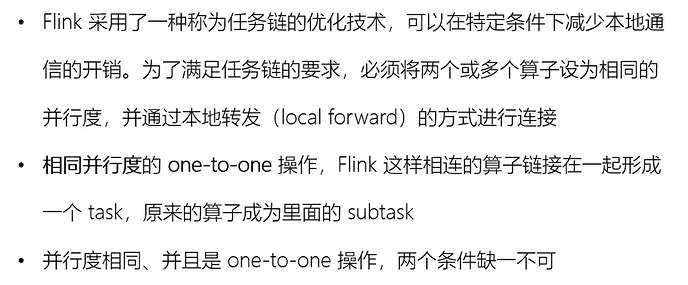 • Flink 采用了一种称为任务链的优化技术，可以在特定条件下减少本地通
信的开销。为了满足任务链的要求，必须将两个或多个算子设为相同的
并行度，并通过本地转发（local forward）的方式进行连接
• 相同并行度的 one-to-one 操作，Flink 这样相连的算子链接在一起形成
一个 task，原来的算子成为里面的 subtask
• 并行度相同、并且是 one-to-one 操作，两个条件缺一不可